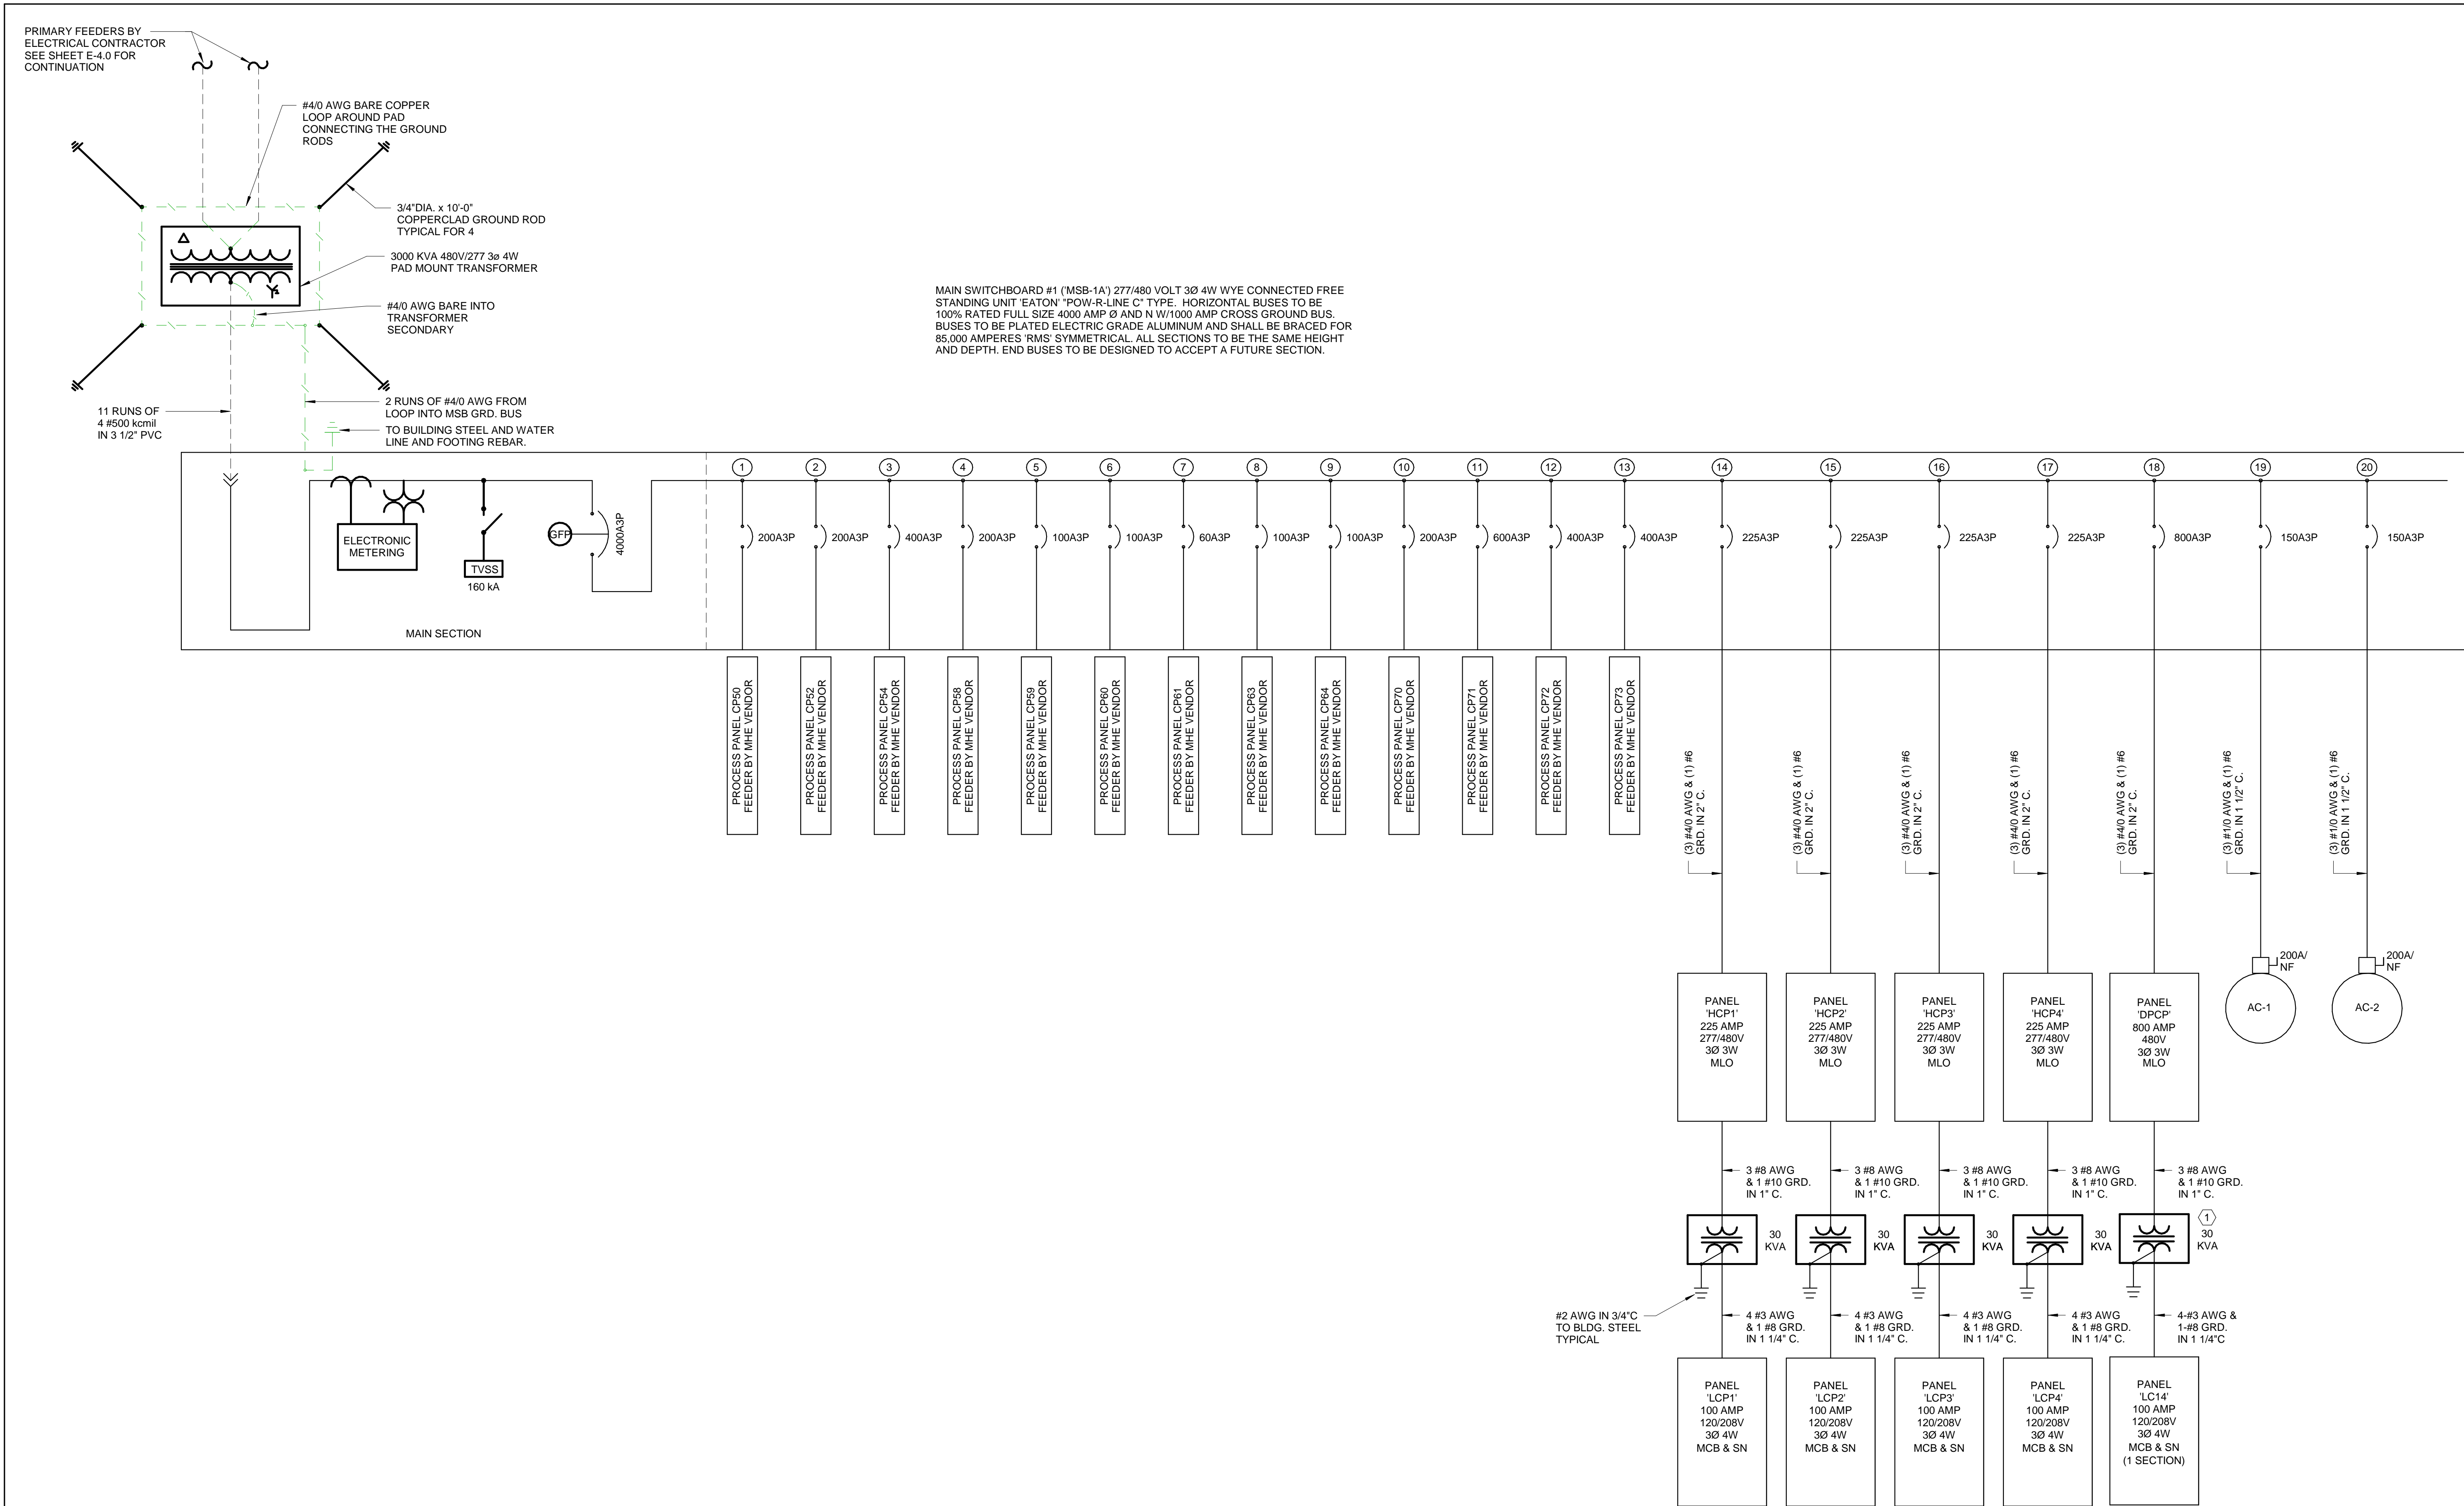 PRIMARY FEEDERS BY
ELECTRICAL CONTRACTOR
SEE SHEET E-4.0 FOR
CONTINUATION
#4/0 AWG BARE COPPER
LOOP AROUND PAD
CONNECTING THE GROUND
RODS
3/4"DIA. x 10'-0"
COPPERCLAD GROUND ROD
TYPICAL FOR 4
3000 KVA 480V/277 3ø 4W
PAD MOUNT TRANSFORMER
#4/0 AWG BARE INTO
TRANSFORMER
SECONDARY
MAIN SWITCHBOARD #1 ('MSB-1A') 277/480 VOLT 3Ø 4W WYE CONNECTED FREE
STANDING UNIT 'EATON' "POW-R-LINE C" TYPE. HORIZONTAL BUSES TO BE
100% RATED FULL SIZE 4000 AMP Ø AND N W/1000 AMP CROSS GROUND BUS.
BUSES TO BE PLATED ELECTRIC GRADE ALUMINUM AND SHALL BE BRACED FOR
85,000 AMPERES 'RMS' SYMMETRICAL. ALL SECTIONS TO BE THE SAME HEIGHT
AND DEPTH. END BUSES TO BE DESIGNED TO ACCEPT A FUTURE SECTION.
11 RUNS OF
4 #500 kcmil
IN 3 1/2" PVC
2 RUNS OF #4/0 AWG FROM
LOOP INTO MSB GRD. BUS
TO BUILDING STEEL AND WATER
LINE AND FOOTING REBAR.
1
2
3
4
5
6
7
8
9
10
11
12
13
14
15
16
17
18
19
20
ELECTRONIC
METERING
TVSS
160 kA
GFP
4000A3P
MAIN SECTION
200A3P
200A3P
400A3P
200A3P
100A3P
100A3P
60A3P
100A3P
100A3P
200A3P
600A3P
400A3P
400A3P
225A3P
225A3P
225A3P
225A3P
800A3P
150A3P
150A3P
PROCESS PANEL CP50
FEEDER BY MHE VENDOR
PROCESS PANEL CP52
FEEDER BY MHE VENDOR
PROCESS PANEL CP54
FEEDER BY MHE VENDOR
PROCESS PANEL CP58
FEEDER BY MHE VENDOR
PROCESS PANEL CP59
FEEDER BY MHE VENDOR
PROCESS PANEL CP60
FEEDER BY MHE VENDOR
PROCESS PANEL CP61
FEEDER BY MHE VENDOR
PROCESS PANEL CP63
FEEDER BY MHE VENDOR
PROCESS PANEL CP64
FEEDER BY MHE VENDOR
PROCESS PANEL CP70
FEEDER BY MHE VENDOR
PROCESS PANEL CP71
FEEDER BY MHE VENDOR
PROCESS PANEL CP72
FEEDER BY MHE VENDOR
PROCESS PANEL CP73
FEEDER BY MHE VENDOR
(3) #4/0 AWG & (1) #6
GRD. IN 2" C.
(3) #4/0 AWG & (1) #6
GRD. IN 2" C.
(3) #4/0 AWG & (1) #6
GRD. IN 2" C.
(3) #4/0 AWG & (1) #6
GRD. IN 2" C.
(3) #4/0 AWG & (1) #6
GRD. IN 2" C.
(3) #1/0 AWG & (1) #6
GRD. IN 1 1/2" C.
(3) #1/0 AWG & (1) #6
GRD. IN 1 1/2" C.
PANEL
'HCP1'
225 AMP
277/480V
3Ø 3W
MLO
PANEL
'HCP2'
225 AMP
277/480V
3Ø 3W
MLO
PANEL
'HCP3'
225 AMP
277/480V
3Ø 3W
MLO
PANEL
'HCP4'
225 AMP
277/480V
3Ø 3W
MLO
PANEL
'DPCP'
800 AMP
480V
3Ø 3W
MLO
200A/
NF
AC-1
200A/
NF
AC-2
3 #8 AWG
& 1 #10 GRD.
IN 1" C.
3 #8 AWG
& 1 #10 GRD.
IN 1" C.
3 #8 AWG
& 1 #10 GRD.
IN 1" C.
3 #8 AWG
& 1 #10 GRD.
IN 1" C.
3 #8 AWG
& 1 #10 GRD.
IN 1" C.
30
KVA
30
KVA
30
KVA
30
KVA
1
30
KVA
#2 AWG IN 3/4"C
TO BLDG. STEEL
TYPICAL
4 #3 AWG
& 1 #8 GRD.
IN 1 1/4" C.
4 #3 AWG
& 1 #8 GRD.
IN 1 1/4" C.
4 #3 AWG
& 1 #8 GRD.
IN 1 1/4" C.
4 #3 AWG
& 1 #8 GRD.
IN 1 1/4" C.
4-#3 AWG &
1-#8 GRD.
IN 1 1/4"C
PANEL
'LCP1'
100 AMP
120/208V
3Ø 4W
MCB & SN
PANEL
'LCP2'
100 AMP
120/208V
3Ø 4W
MCB & SN
PANEL
'LCP3'
100 AMP
120/208V
3Ø 4W
MCB & SN
PANEL
'LCP4'
100 AMP
120/208V
3Ø 4W
MCB & SN
PANEL
'LC14'
100 AMP
120/208V
3Ø 4W
MCB & SN
(1 SECTION)